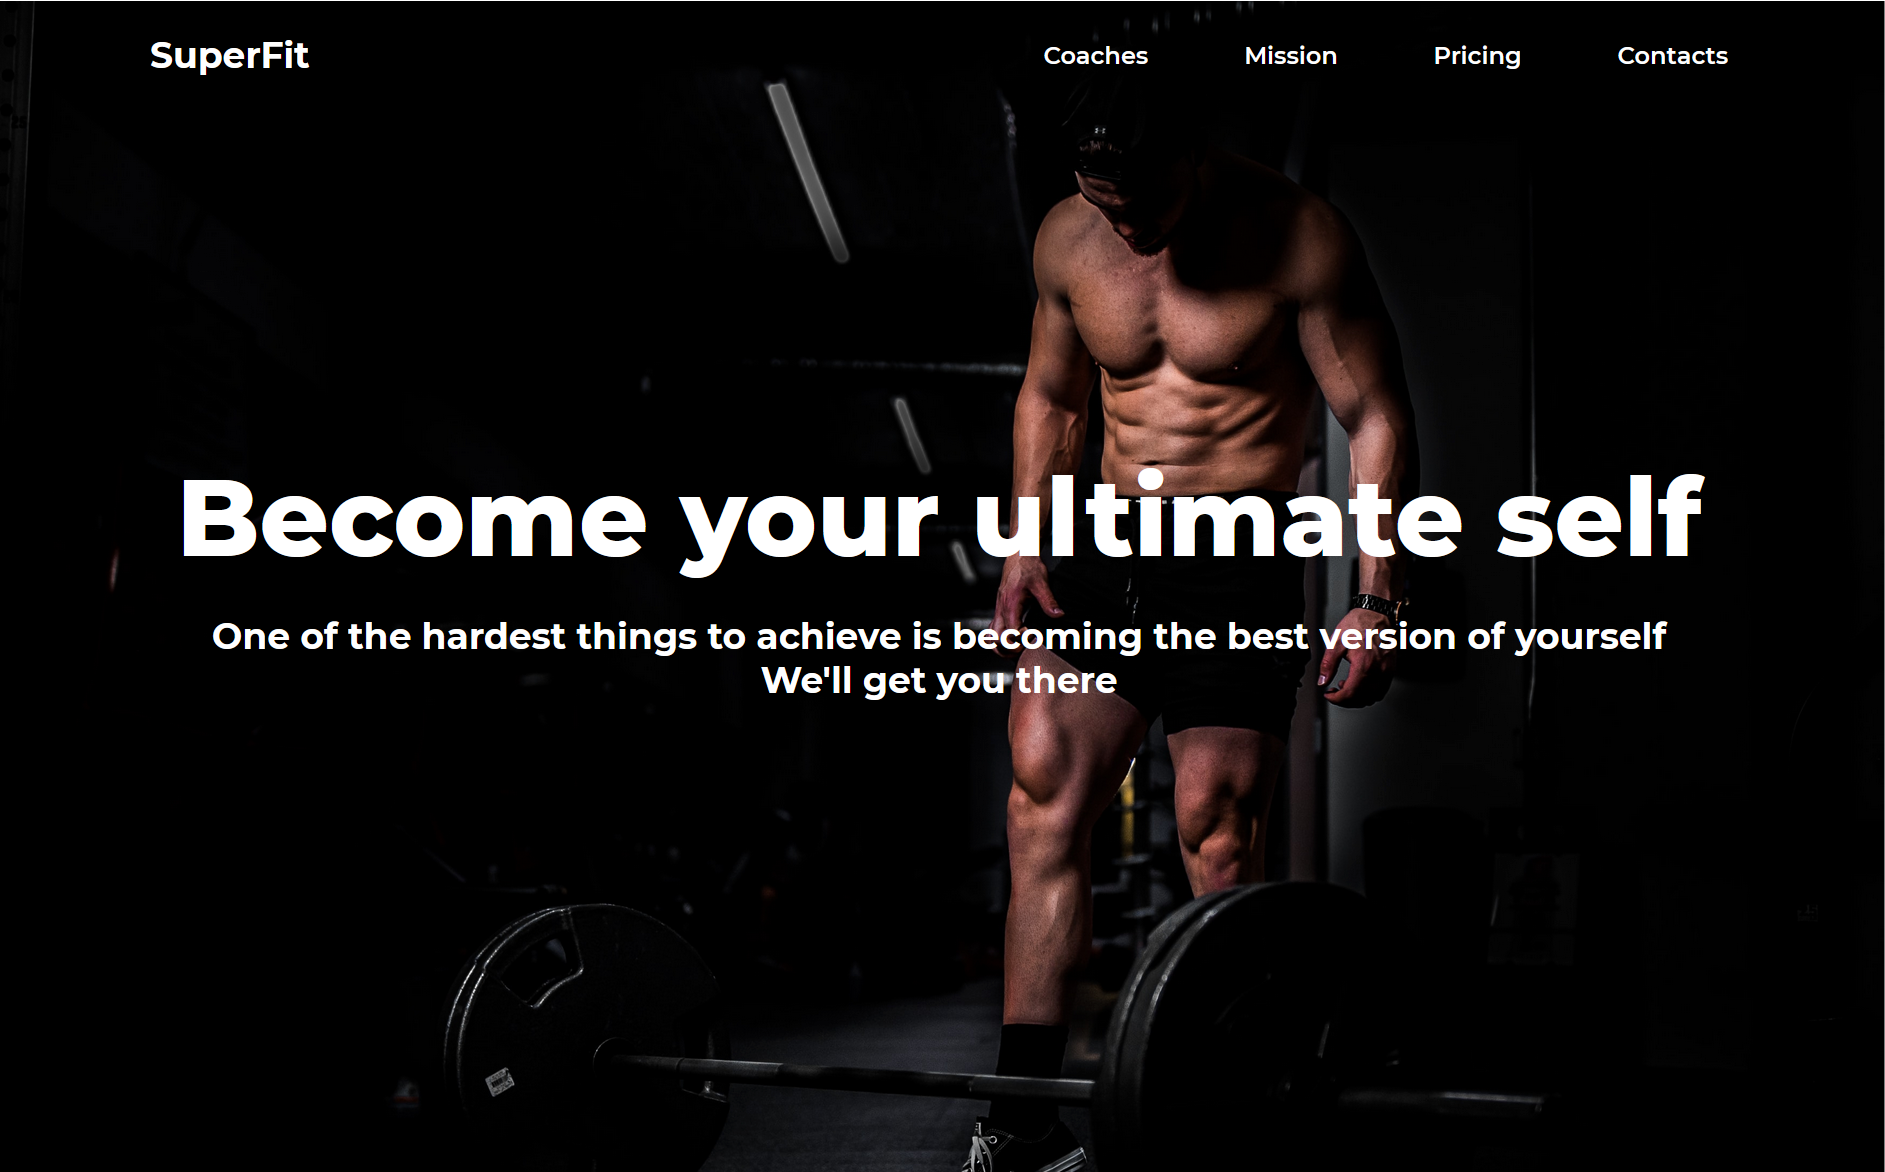 SuperFit
Coaches Mission Pricing Contacts
Become your ultimate self
One of the hardest things to achieve is becoming the best version of yourself
We'll get you there